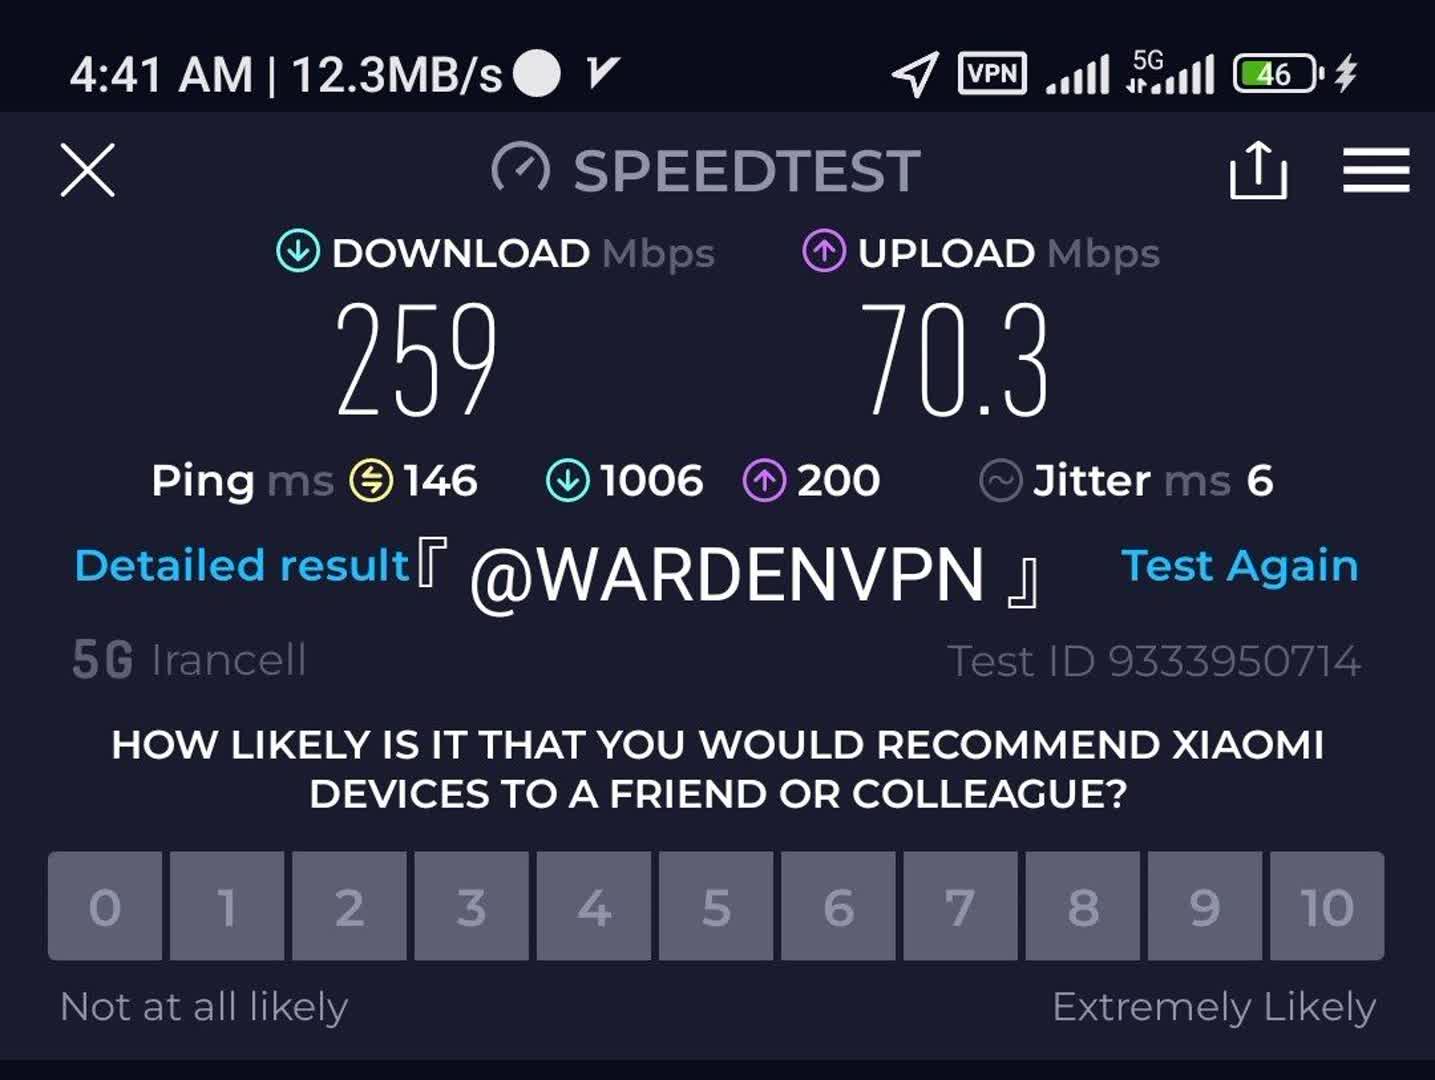 4:41 AM | 12.3MB/s VPN 5G 46
SPEEDTEST
DOWNLOAD Mbps UPLOAD Mbps
259 70.3
Ping ms 146 1006 200 Jitter ms 6
Detailed result『 @WARDENVPN 』 Test Again
5G Irancell Test ID 9333950714
HOW LIKELY IS IT THAT YOU WOULD RECOMMEND XIAOMI
DEVICES TO A FRIEND OR COLLEAGUE?
0 1 2 3 4 5 6 7 8 9 10
Not at all likely Extremely Likely